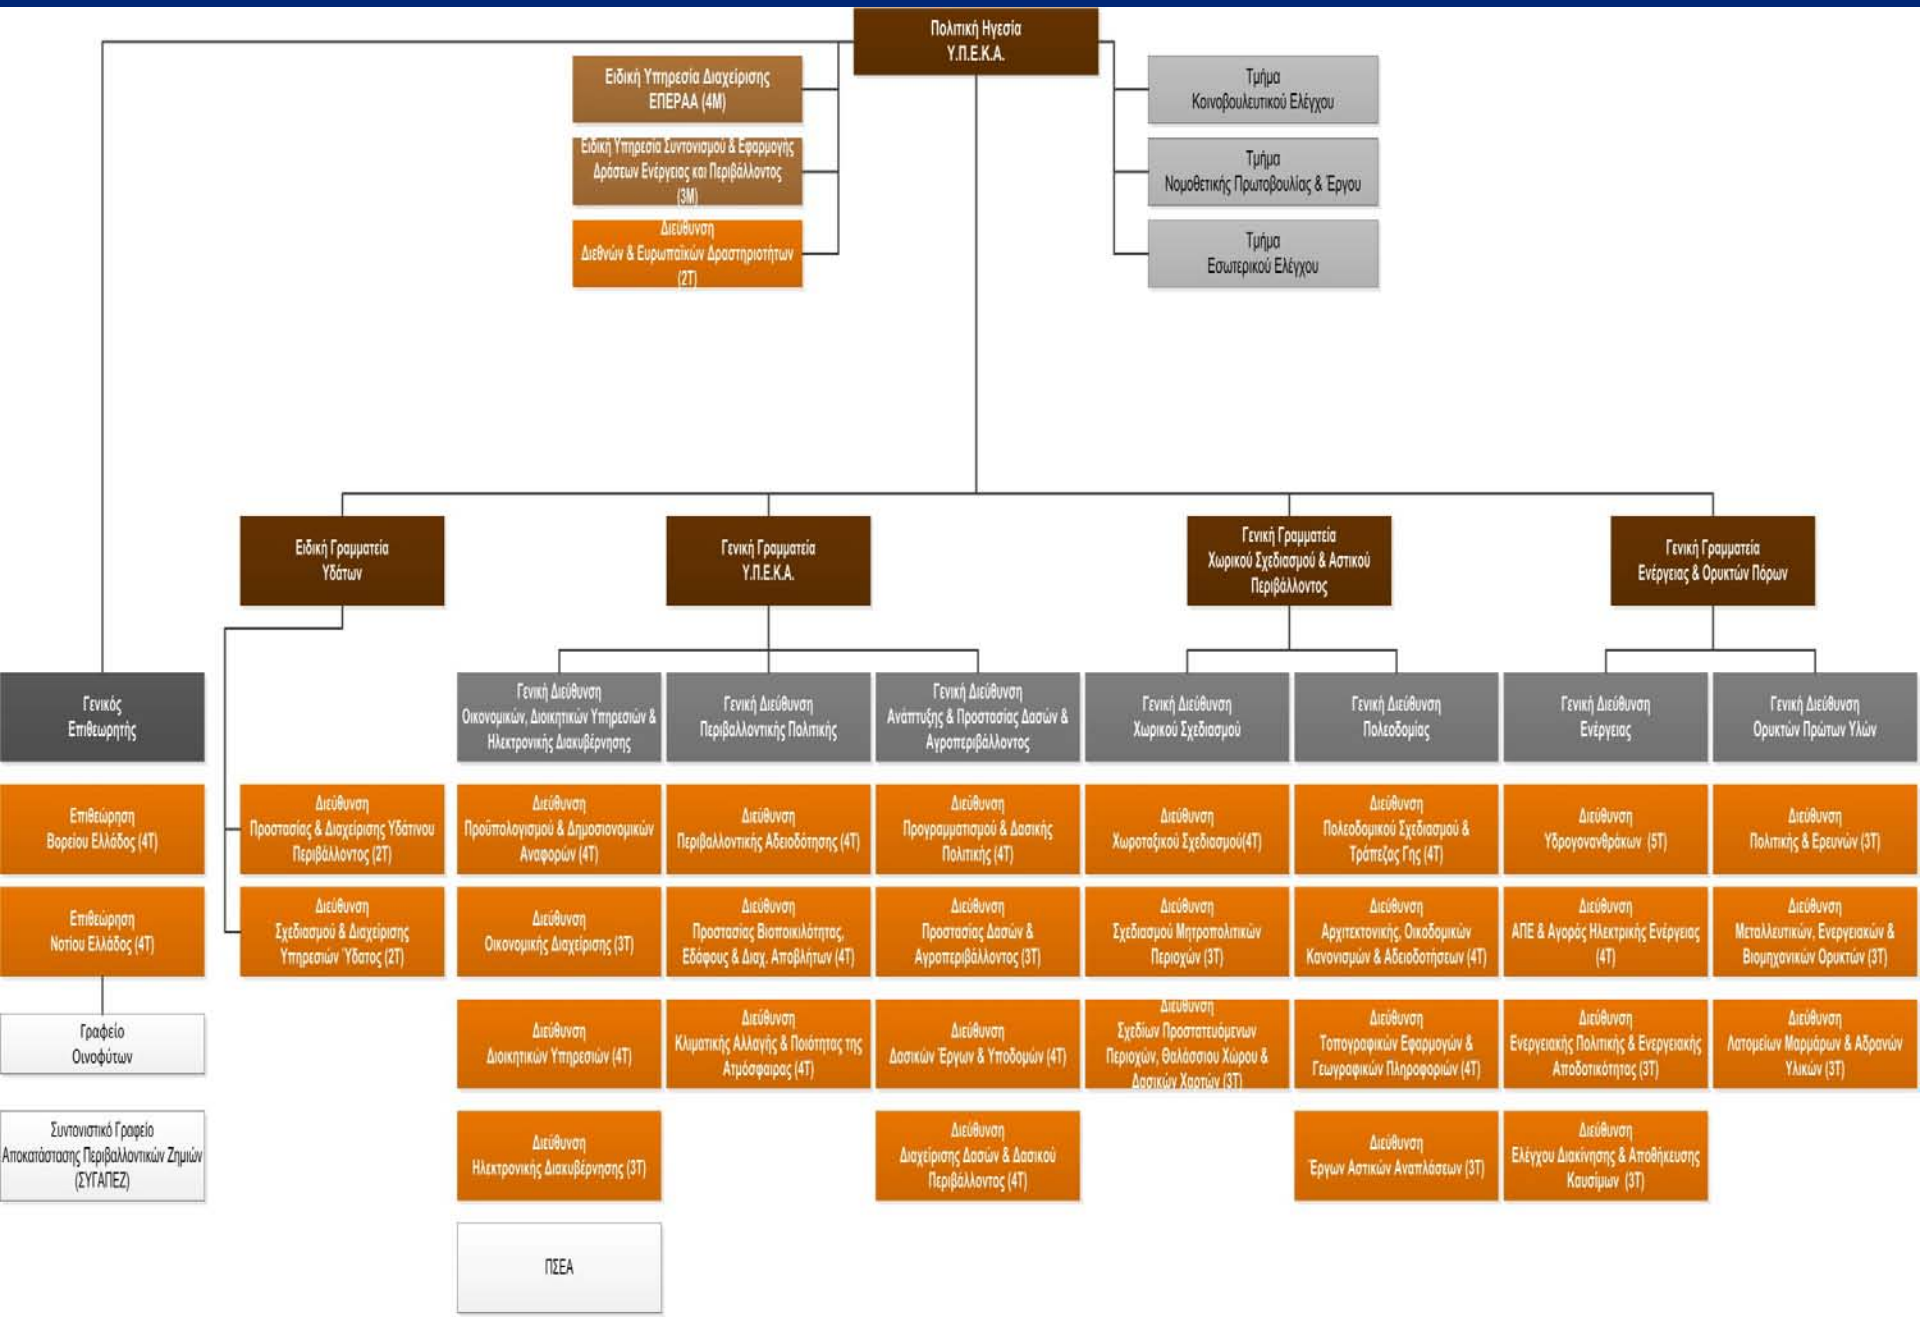 Πολιτική Ηγεσία
Υ.Π.Ε.Κ.Α.
Ειδική Υπηρεσία Διαχείρισης
ΕΠΕΡΑΑ (4Μ)
Ειδική Υπηρεσία Συντονισμού & Εφαρμογής
Δράσεων Ενέργειας και Περιβάλλοντος
(3Μ)
Διεύθυνση
Διεθνών & Ευρωπαϊκών Δραστηριοτήτων
(2Τ)
Τμήμα
Κοινοβουλευτικού Ελέγχου
Τμήμα
Νομοθετικής Πρωτοβουλίας & Έργου
Τμήμα
Εσωτερικού Ελέγχου
Ειδική Γραμματεία
Υδάτων
Γενική Γραμματεία
Υ.Π.Ε.Κ.Α.
Γενική Γραμματεία
Χωρικού Σχεδιασμού & Αστικού
Περιβάλλοντος
Γενική Γραμματεία
Ενέργειας & Ορυκτών Πόρων
Γενικός
Επιθεωρητής
Γενική Διεύθυνση
Οικονομικών, Διοικητικών Υπηρεσιών &
Ηλεκτρονικής Διακυβέρνησης
Γενική Διεύθυνση
Περιβαλλοντικής Πολιτικής
Γενική Διεύθυνση
Ανάπτυξης & Προστασίας Δασών &
Αγροπεριβάλλοντος
Γενική Διεύθυνση
Χωρικού Σχεδιασμού
Γενική Διεύθυνση
Πολεοδομίας
Γενική Διεύθυνση
Ενέργειας
Γενική Διεύθυνση
Ορυκτών Πρώτων Υλών
Επιθεώρηση
Βορείου Ελλάδος (4Τ)
Διεύθυνση
Προστασίας & Διαχείρισης Υδάτινου
Περιβάλλοντος (2Τ)
Διεύθυνση
Προϋπολογισμού & Δημοσιονομικών
Αναφορών (4Τ)
Διεύθυνση
Περιβαλλοντικής Αδειοδότησης (4Τ)
Διεύθυνση
Προγραμματισμού & Δασικής
Πολιτικής (4Τ)
Διεύθυνση
Χωροταξικού Σχεδιασμού(4Τ)
Διεύθυνση
Πολεοδομικού Σχεδιασμού &
Τράπεζας Γης (4Τ)
Διεύθυνση
Υδρογονανθράκων (5Τ)
Διεύθυνση
Πολιτικής & Ερευνών (3Τ)
Επιθεώρηση
Νοτίου Ελλάδος (4Τ)
Διεύθυνση
Σχεδιασμού & Διαχείρισης
Υπηρεσιών Ύδατος (2Τ)
Διεύθυνση
Οικονομικής Διαχείρισης (3Τ)
Διεύθυνση
Προστασίας Βιοποικιλότητας,
Εδάφους & Διαχ. Αποβλήτων (4Τ)
Διεύθυνση
Προστασίας Δασών &
Αγροπεριβάλλοντος (3Τ)
Διεύθυνση
Σχεδιασμού Μητροπολιτικών
Περιοχών (3Τ)
Διεύθυνση
Αρχιτεκτονικής, Οικοδομικών
Κανονισμών & Αδειοδοτήσεων (4Τ)
Διεύθυνση
ΑΠΕ & Αγοράς Ηλεκτρικής Ενέργειας
(4Τ)
Διεύθυνση
Μεταλλευτικών, Ενεργειακών &
Βιομηχανικών Ορυκτών (3Τ)
Γραφείο
Οινοφύτων
Διεύθυνση
Διοικητικών Υπηρεσιών (4Τ)
Διεύθυνση
Κλιματικής Αλλαγής & Ποιότητας της
Ατμόσφαιρας (4Τ)
Διεύθυνση
Δασικών Έργων & Υποδομών (4Τ)
Διεύθυνση
Σχεδίων Προστατευόμενων
Περιοχών, Θαλάσσιου Χώρου &
Δασικών Χαρτών (3Τ)
Διεύθυνση
Τοπογραφικών Εφαρμογών &
Γεωγραφικών Πληροφοριών (4Τ)
Διεύθυνση
Ενεργειακής Πολιτικής & Ενεργειακής
Αποδοτικότητας (3Τ)
Διεύθυνση
Λατομείων Μαρμάρων & Αδρανών
Υλικών (3Τ)
Συντονιστικό Γραφείο
Αποκατάστασης Περιβαλλοντικών Ζημιών
(ΣΥΓΑΠΕΖ)
Διεύθυνση
Ηλεκτρονικής Διακυβέρνησης (3Τ)
Διεύθυνση
Διαχείρισης Δασών & Δασικού
Περιβάλλοντος (4Τ)
Διεύθυνση
Έργων Αστικών Αναπλάσεων (3Τ)
Διεύθυνση
Ελέγχου Διακίνησης & Αποθήκευσης
Καυσίμων (3Τ)
ΠΣΕΑ